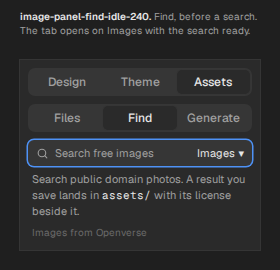 image-panel-find-idle-240. Find, before a search.
The tab opens on Images with the search ready.
Design Theme Assets
Files Find Generate
Search free images Images ▾
Search public domain photos. A result you
save lands in assets/ with its license
beside it.
Images from Openverse